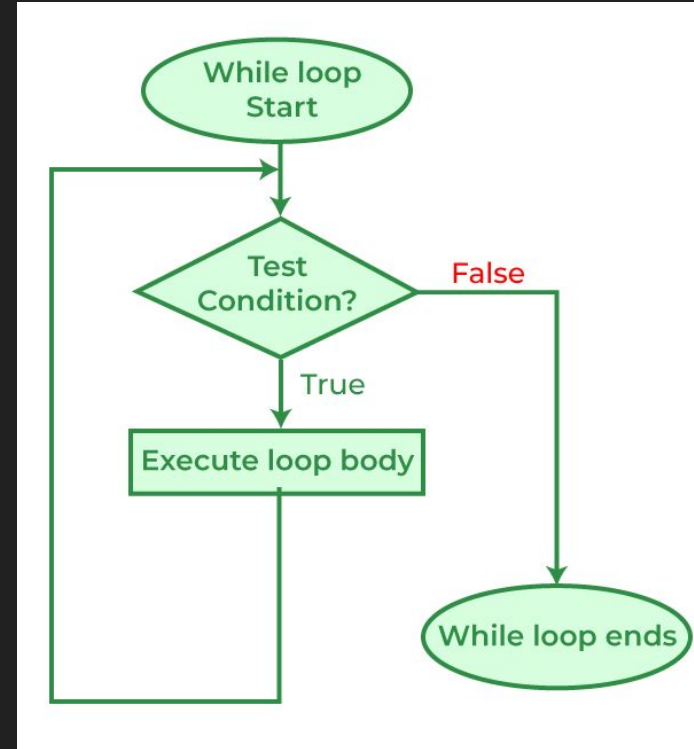 While loop
Start
Test
Condition?
False
True
Execute loop body
While loop ends